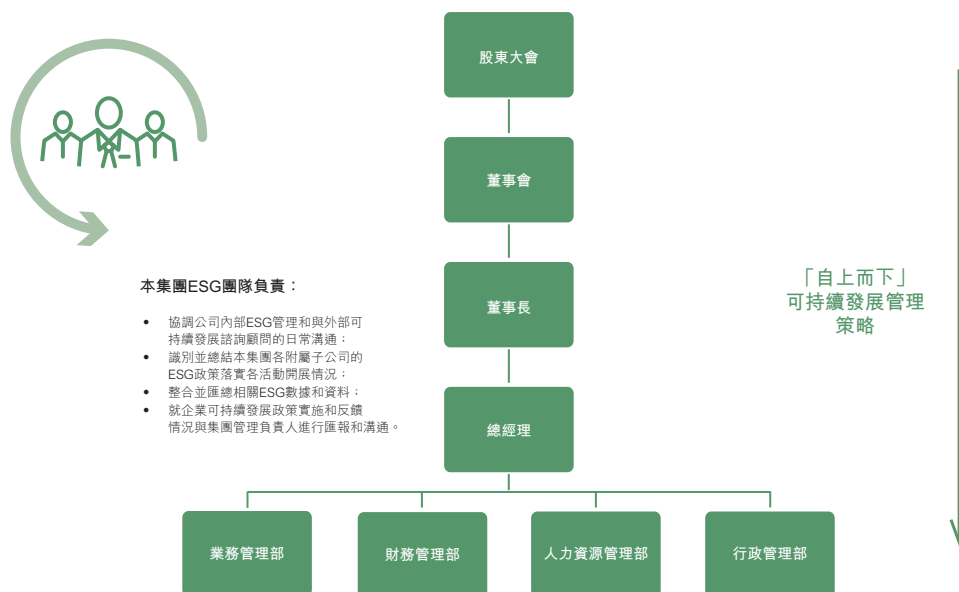 股東大會
董事會
董事長
總經理
業務管理部
財務管理部
人力資源管理部
行政管理部
本集團ESG團隊負責：
• 協調公司內部ESG管理和與外部可
持續發展諮詢顧問的日常溝通；
• 識別並總結本集團各附屬子公司的
ESG政策落實各活動開展情況；
• 整合並匯總相關ESG數據和資料；
• 就企業可持續發展政策實施和反饋
情況與集團管理負責人進行匯報和溝通。
「自上而下」
可持續發展管理
策略